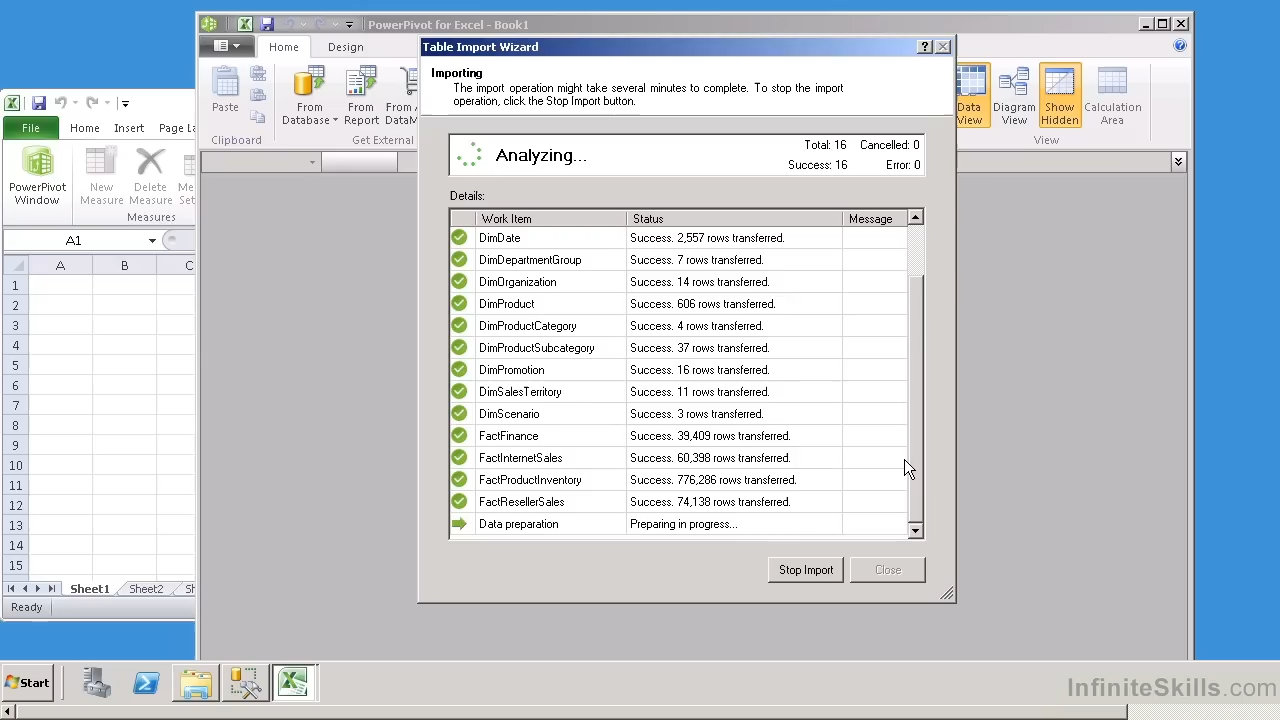 PowerPivot for Excel - Book1
Home
Design
Paste
Clipboard
From Database
From Report
From A DataM
Get External
Data View
Diagram View
Show Hidden
Calculation Area
View
Table Import Wizard
Importing
The import operation might take several minutes to complete. To stop the import
operation, click the Stop Import button.
Analyzing...
Total: 16 Cancelled: 0
Success: 16 Error: 0
Details:
Work Item Status Message
DimDate Success. 2,557 rows transferred.
DimDepartmentGroup Success. 7 rows transferred.
DimOrganization Success. 14 rows transferred.
DimProduct Success. 606 rows transferred.
DimProductCategory Success. 4 rows transferred.
DimProductSubcategory Success. 37 rows transferred.
DimPromotion Success. 16 rows transferred.
DimSalesTerritory Success. 11 rows transferred.
DimScenario Success. 3 rows transferred.
FactFinance Success. 39,409 rows transferred.
FactInternetSales Success. 60,398 rows transferred.
FactProductInventory Success. 776,286 rows transferred.
FactResellerSales Success. 74,138 rows transferred.
Data preparation Preparing in progress...
Stop Import Close
File Home Insert Page La
PowerPivot Window
New Measure
Delete Measure
Me Set
Measures
A1
A B C
1
2
3
4
5
6
7
8
9
10
11
12
13
14
15
Sheet1 Sheet2 Sh
Ready
Start
InfiniteSkills.com